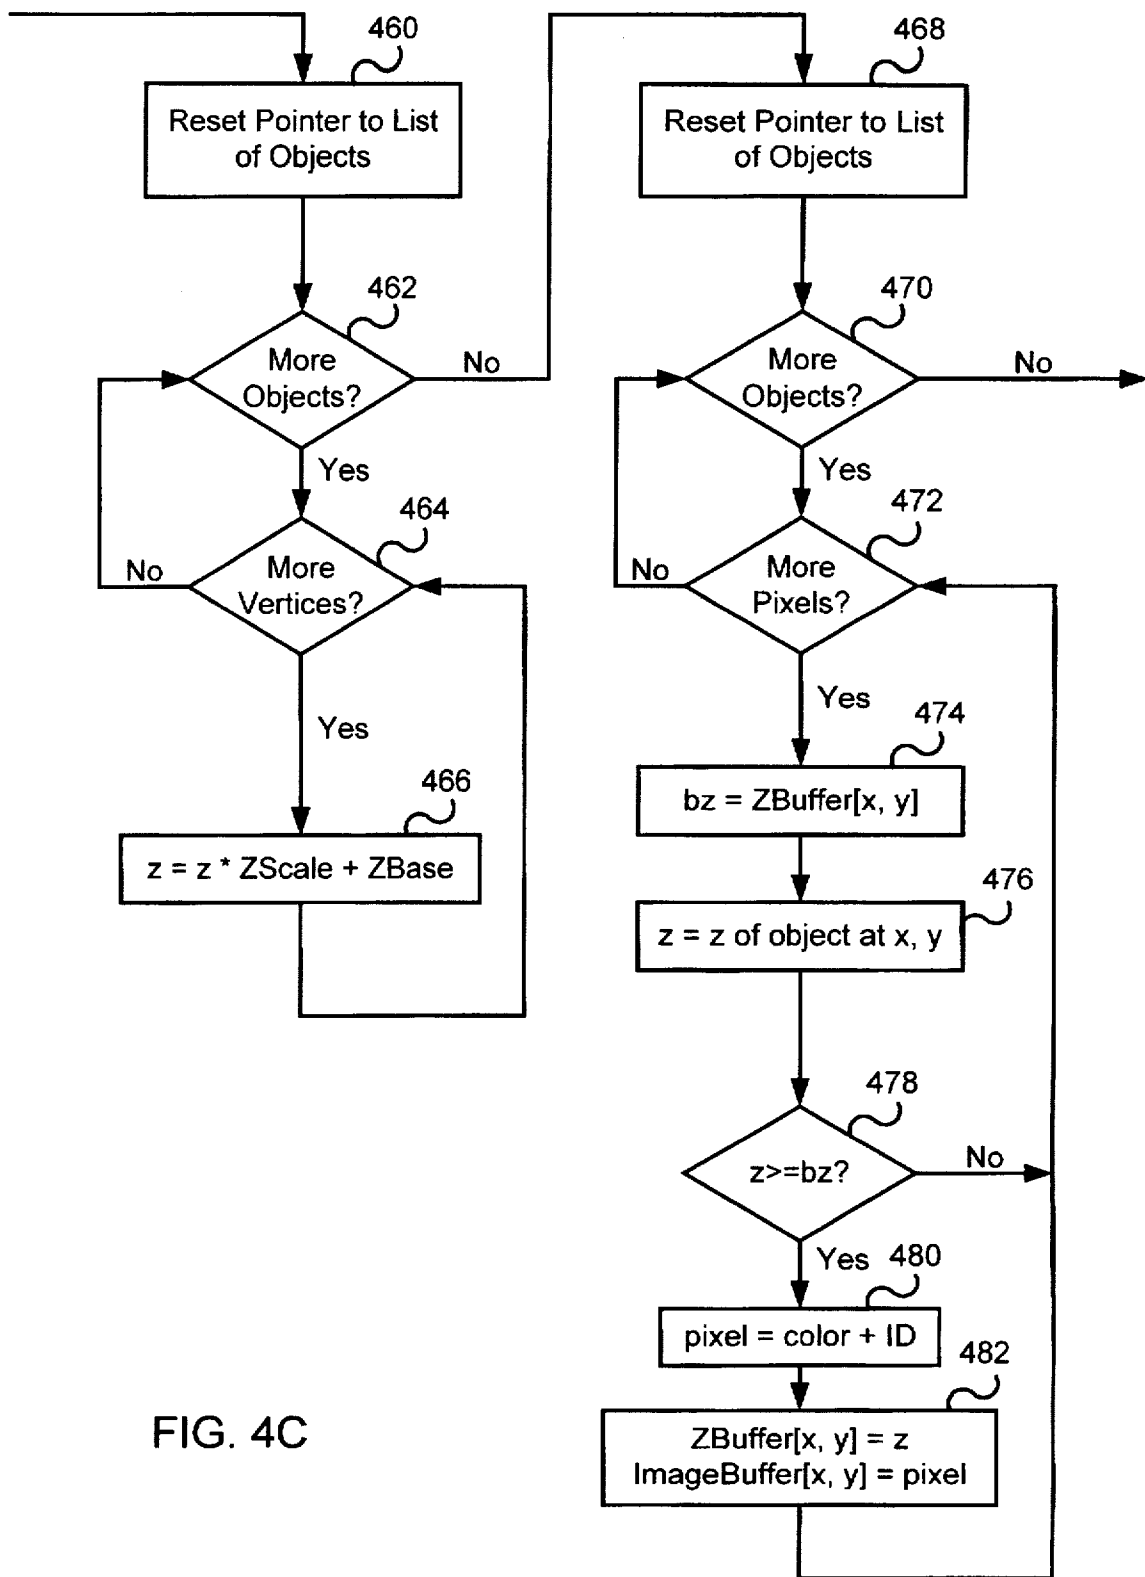 460
Reset Pointer to List
of Objects
462
More
Objects?
No
Yes
464
More
Vertices?
No
Yes
466
z = z * ZScale + ZBase
468
Reset Pointer to List
of Objects
470
More
Objects?
No
Yes
472
More
Pixels?
No
Yes
474
bz = ZBuffer[x, y]
476
z = z of object at x, y
478
z>=bz?
No
Yes
480
pixel = color + ID
482
ZBuffer[x, y] = z
ImageBuffer[x, y] = pixel
FIG. 4C